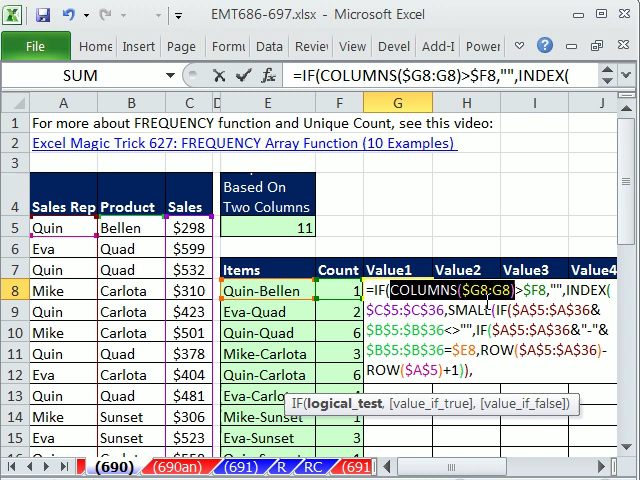 EMT686-697.xlsx - Microsoft Excel
File Home Insert Page Form Data Revie View Devel Add-I Power
SUM fx =IF(COLUMNS($G8:G8)>$F8,"",INDEX(
A B C D E F G H I J
1 For more about FREQUENCY function and Unique Count, see this video:
2 Excel Magic Trick 627: FREQUENCY Array Function (10 Examples)
3
4 Sales Rep Product Sales
Based On
Two Columns
5 Quin Bellen $298 11
6 Eva Quad $599
7 Quin Quad $532 Items Count Value1 Value2 Value3 Value4
8 Mike Carlota $310 Quin-Bellen 1 =IF(COLUMNS($G8:G8)>$F8,"",INDEX(
9 Quin Carlota $423 Eva-Quad 2 $C$5:$C$36,SMALL(IF($A$5:$A$36&
10 Mike Carlota $501 Quin-Quad 6 $B$5:$B$36<>"",IF($A$5:$A$36&"-"&
11 Quin Quad $378 Mike-Carlota 3 $B$5:$B$36=$E8,ROW($A$5:$A$36)-
12 Eva Carlota $404 Quin-Carlota 6 ROW($A$5)+1)),
13 Quin Quad $481 Eva-Carlo
IF(logical_test, [value_if_true], [value_if_false])
14 Mike Sunset $306 Mike-Sunset 1
15 Eva Sunset $523 Eva-Sunset 3
(690) (690an) (691) R RC (691